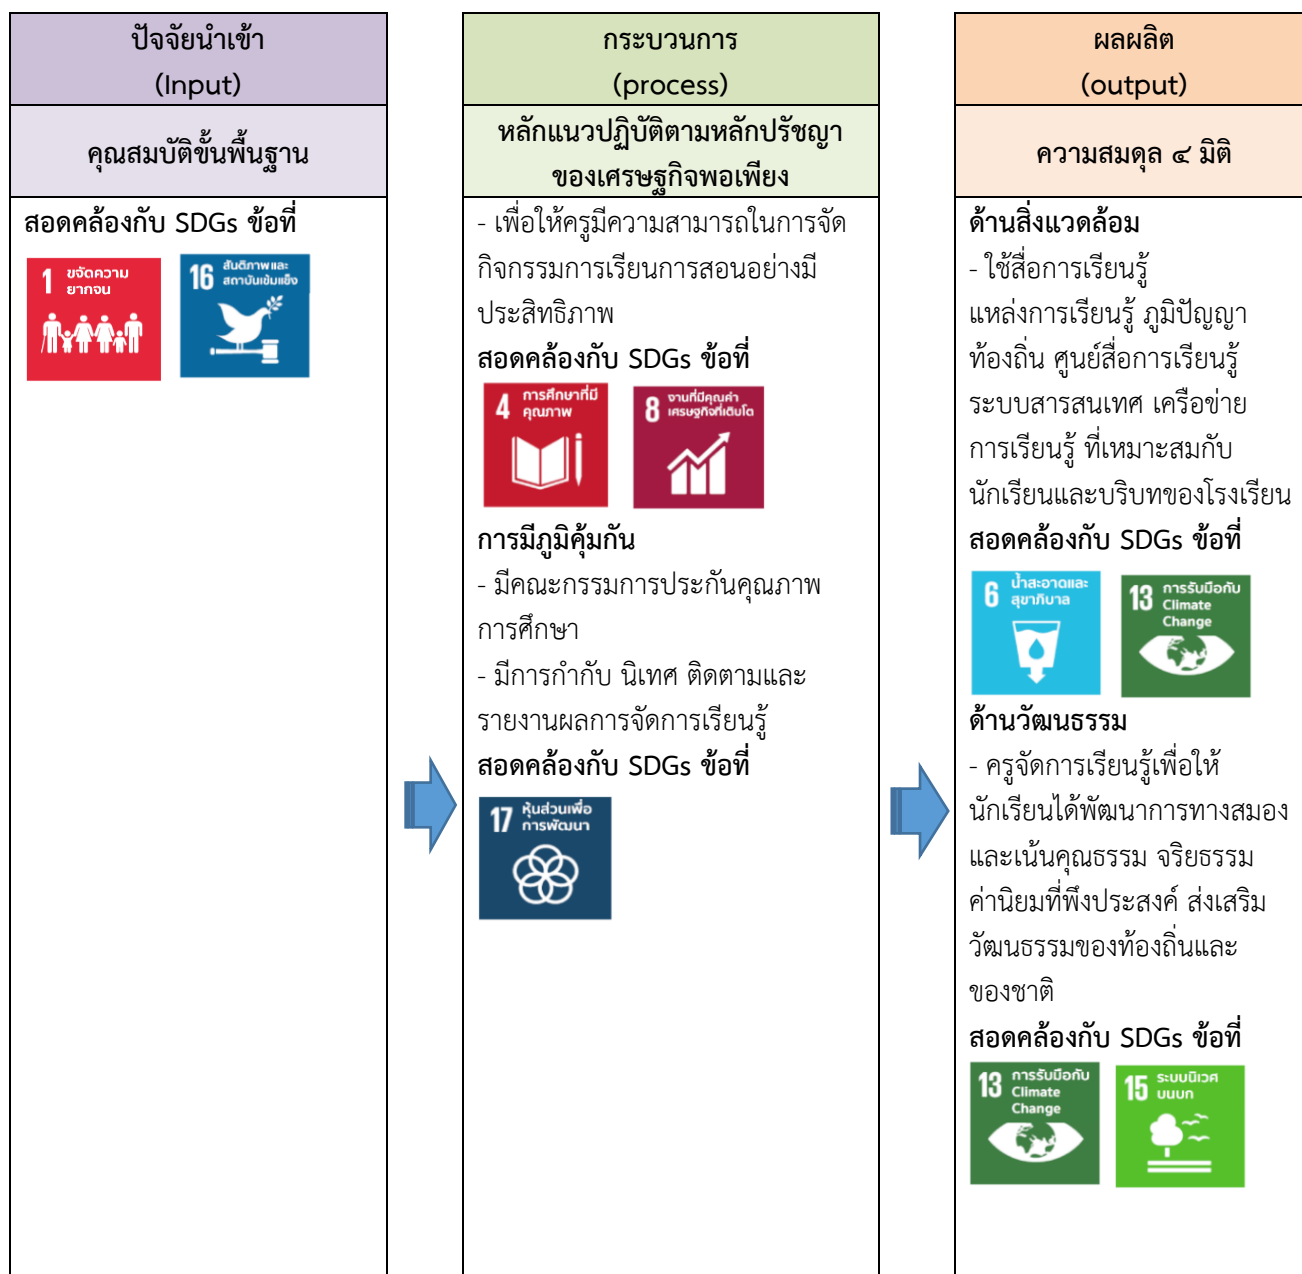 ปัจจัยนำเข้า
(Input)
คุณสมบัติขั้นพื้นฐาน
สอดคล้องกับ SDGs ข้อที่
1 ขจัดความ
ยากจน
16 สันติภาพและ
สถาบันเข้มแข็ง
กระบวนการ
(process)
หลักแนวปฏิบัติตามหลักปรัชญา
ของเศรษฐกิจพอเพียง
- เพื่อให้ครูมีความสามารถในการจัด
กิจกรรมการเรียนการสอนอย่างมี
ประสิทธิภาพ
สอดคล้องกับ SDGs ข้อที่
4 การศึกษาที่มี
คุณภาพ
8 งานที่มีคุณค่า
เศรษฐกิจที่เติบโต
การมีภูมิคุ้มกัน
- มีคณะกรรมการประกันคุณภาพ
การศึกษา
- มีการกำกับ นิเทศ ติดตามและ
รายงานผลการจัดการเรียนรู้
สอดคล้องกับ SDGs ข้อที่
17 หุ้นส่วนเพื่อ
การพัฒนา
ผลผลิต
(output)
ความสมดุล ๔ มิติ
ด้านสิ่งแวดล้อม
- ใช้สื่อการเรียนรู้
แหล่งการเรียนรู้ ภูมิปัญญา
ท้องถิ่น ศูนย์สื่อการเรียนรู้
ระบบสารสนเทศ เครือข่าย
การเรียนรู้ ที่เหมาะสมกับ
นักเรียนและบริบทของโรงเรียน
สอดคล้องกับ SDGs ข้อที่
6 น้ำสะอาดและ
สุขาภิบาล
13 การรับมือกับ
Climate
Change
ด้านวัฒนธรรม
- ครูจัดการเรียนรู้เพื่อให้
นักเรียนได้พัฒนาการทางสมอง
และเน้นคุณธรรม จริยธรรม
ค่านิยมที่พึงประสงค์ ส่งเสริม
วัฒนธรรมของท้องถิ่นและ
ของชาติ
สอดคล้องกับ SDGs ข้อที่
13 การรับมือกับ
Climate
Change
15 ระบบนิเวศ
บนบก